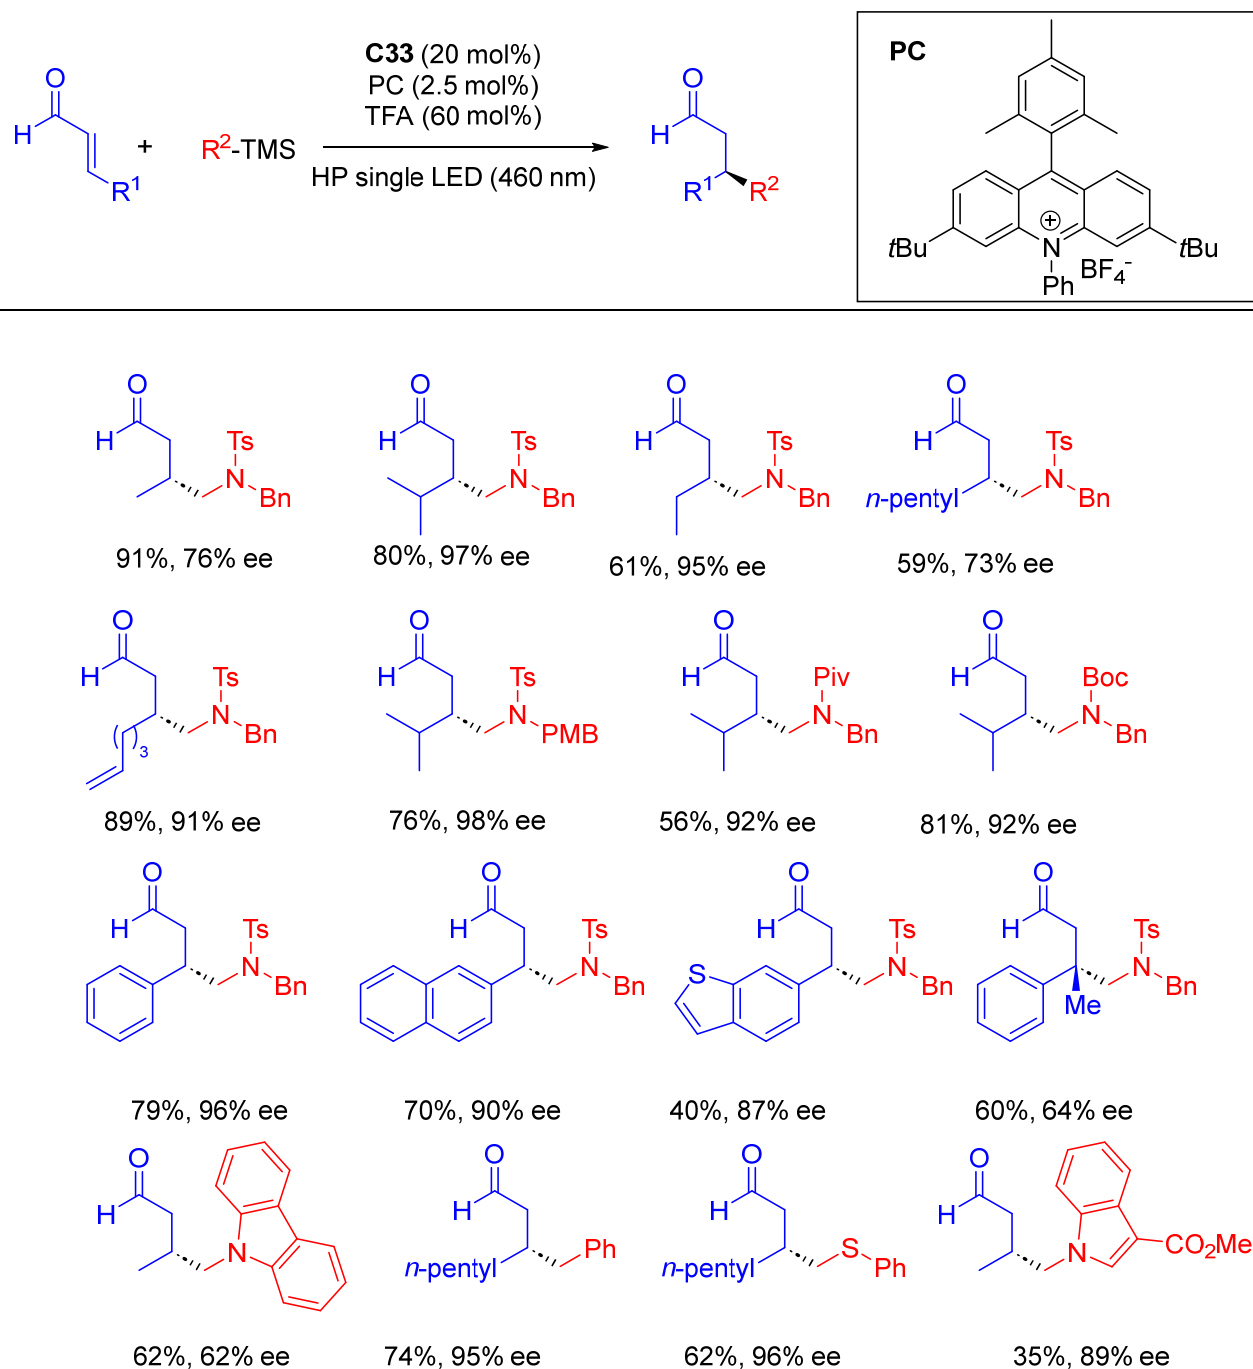 C33 (20 mol%)
PC (2.5 mol%)
TFA (60 mol%)
O
H
R¹
+
R²-TMS
HP single LED (460 nm)
O
H
R¹
R²
PC
tBu
N
+
tBu
Ph
BF₄⁻
O
H
Ts
N
Bn
91%, 76% ee
O
H
Ts
N
Bn
80%, 97% ee
O
H
Ts
N
Bn
61%, 95% ee
O
H
Ts
N
Bn
n-pentyl
59%, 73% ee
O
H
Ts
N
Bn
( )₃
89%, 91% ee
O
H
Ts
N
PMB
76%, 98% ee
O
H
Piv
N
Bn
56%, 92% ee
O
H
Boc
N
Bn
81%, 92% ee
O
H
Ts
N
Bn
79%, 96% ee
O
H
Ts
N
Bn
70%, 90% ee
O
H
Ts
N
Bn
S
40%, 87% ee
O
H
Ts
N
Bn
Me
60%, 64% ee
O
H
N
62%, 62% ee
O
H
Ph
n-pentyl
74%, 95% ee
O
H
S
Ph
n-pentyl
62%, 96% ee
O
H
N
CO₂Me
35%, 89% ee